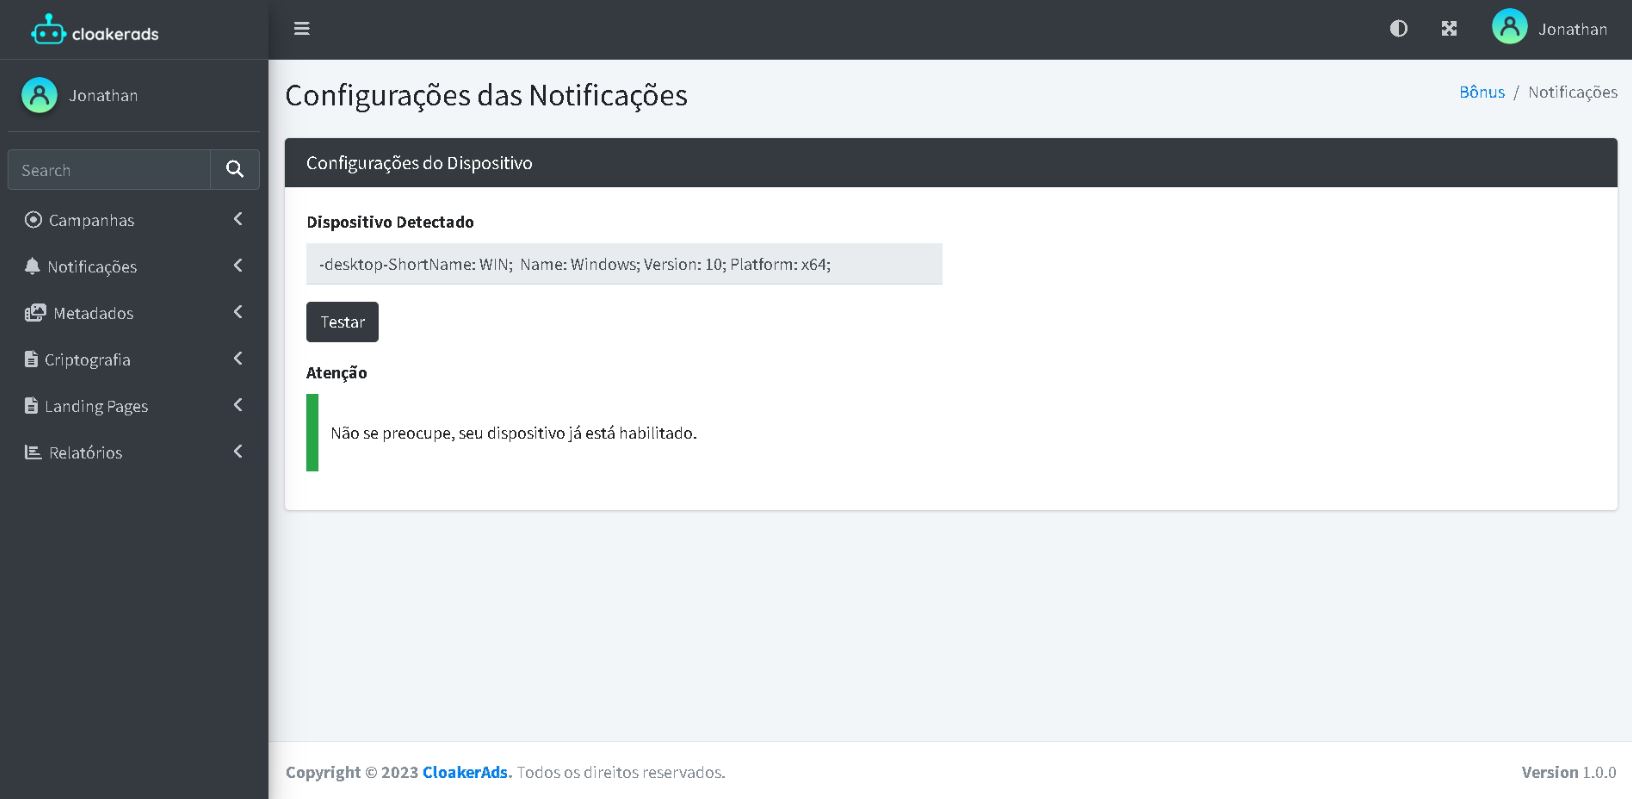 cloakerads
Jonathan
Jonathan
Search
Campanhas
Notificações
Metadados
Criptografia
Landing Pages
Relatórios
Configurações das Notificações
Bônus / Notificações
Configurações do Dispositivo
Dispositivo Detectado
-desktop-ShortName: WIN;  Name: Windows; Version: 10; Platform: x64;
Testar
Atenção
Não se preocupe, seu dispositivo já está habilitado.
Copyright © 2023 CloakerAds. Todos os direitos reservados.
Version 1.0.0